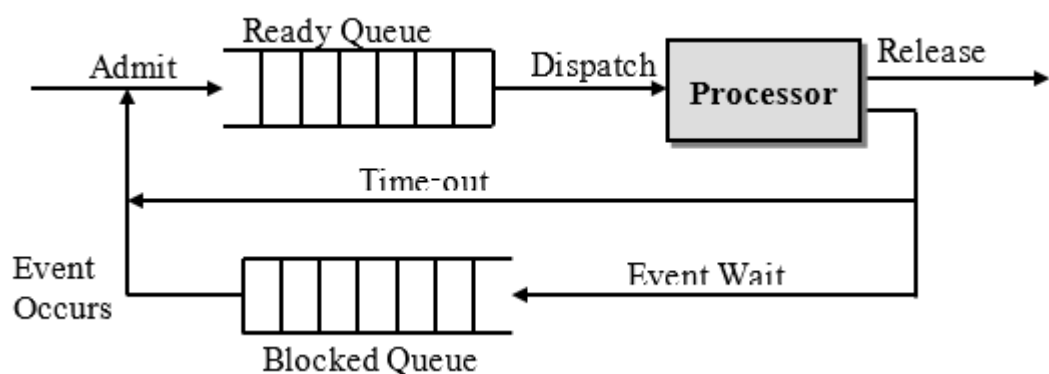 Ready Queue
Admit
Dispatch
Processor
Release
Time-out
Event
Occurs
Event Wait
Blocked Queue